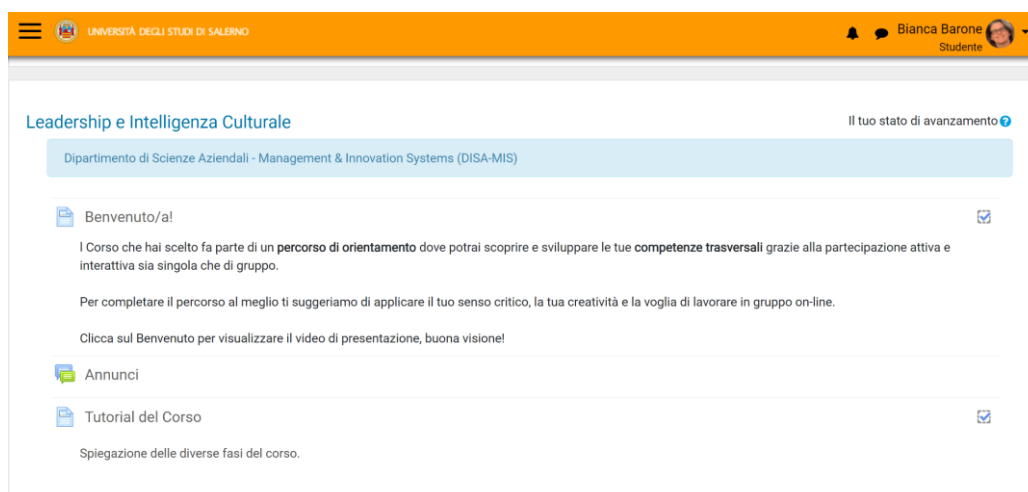 UNIVERSITÀ DEGLI STUDI DI SALERNO
Bianca Barone
Studente
Leadership e Intelligenza Culturale
Il tuo stato di avanzamento
Dipartimento di Scienze Aziendali - Management & Innovation Systems (DISA-MIS)
Benvenuto/a!
l Corso che hai scelto fa parte di un percorso di orientamento dove potrai scoprire e sviluppare le tue competenze trasversali grazie alla partecipazione attiva e
interattiva sia singola che di gruppo.
Per completare il percorso al meglio ti suggeriamo di applicare il tuo senso critico, la tua creatività e la voglia di lavorare in gruppo on-line.
Clicca sul Benvenuto per visualizzare il video di presentazione, buona visione!
Annunci
Tutorial del Corso
Spiegazione delle diverse fasi del corso.